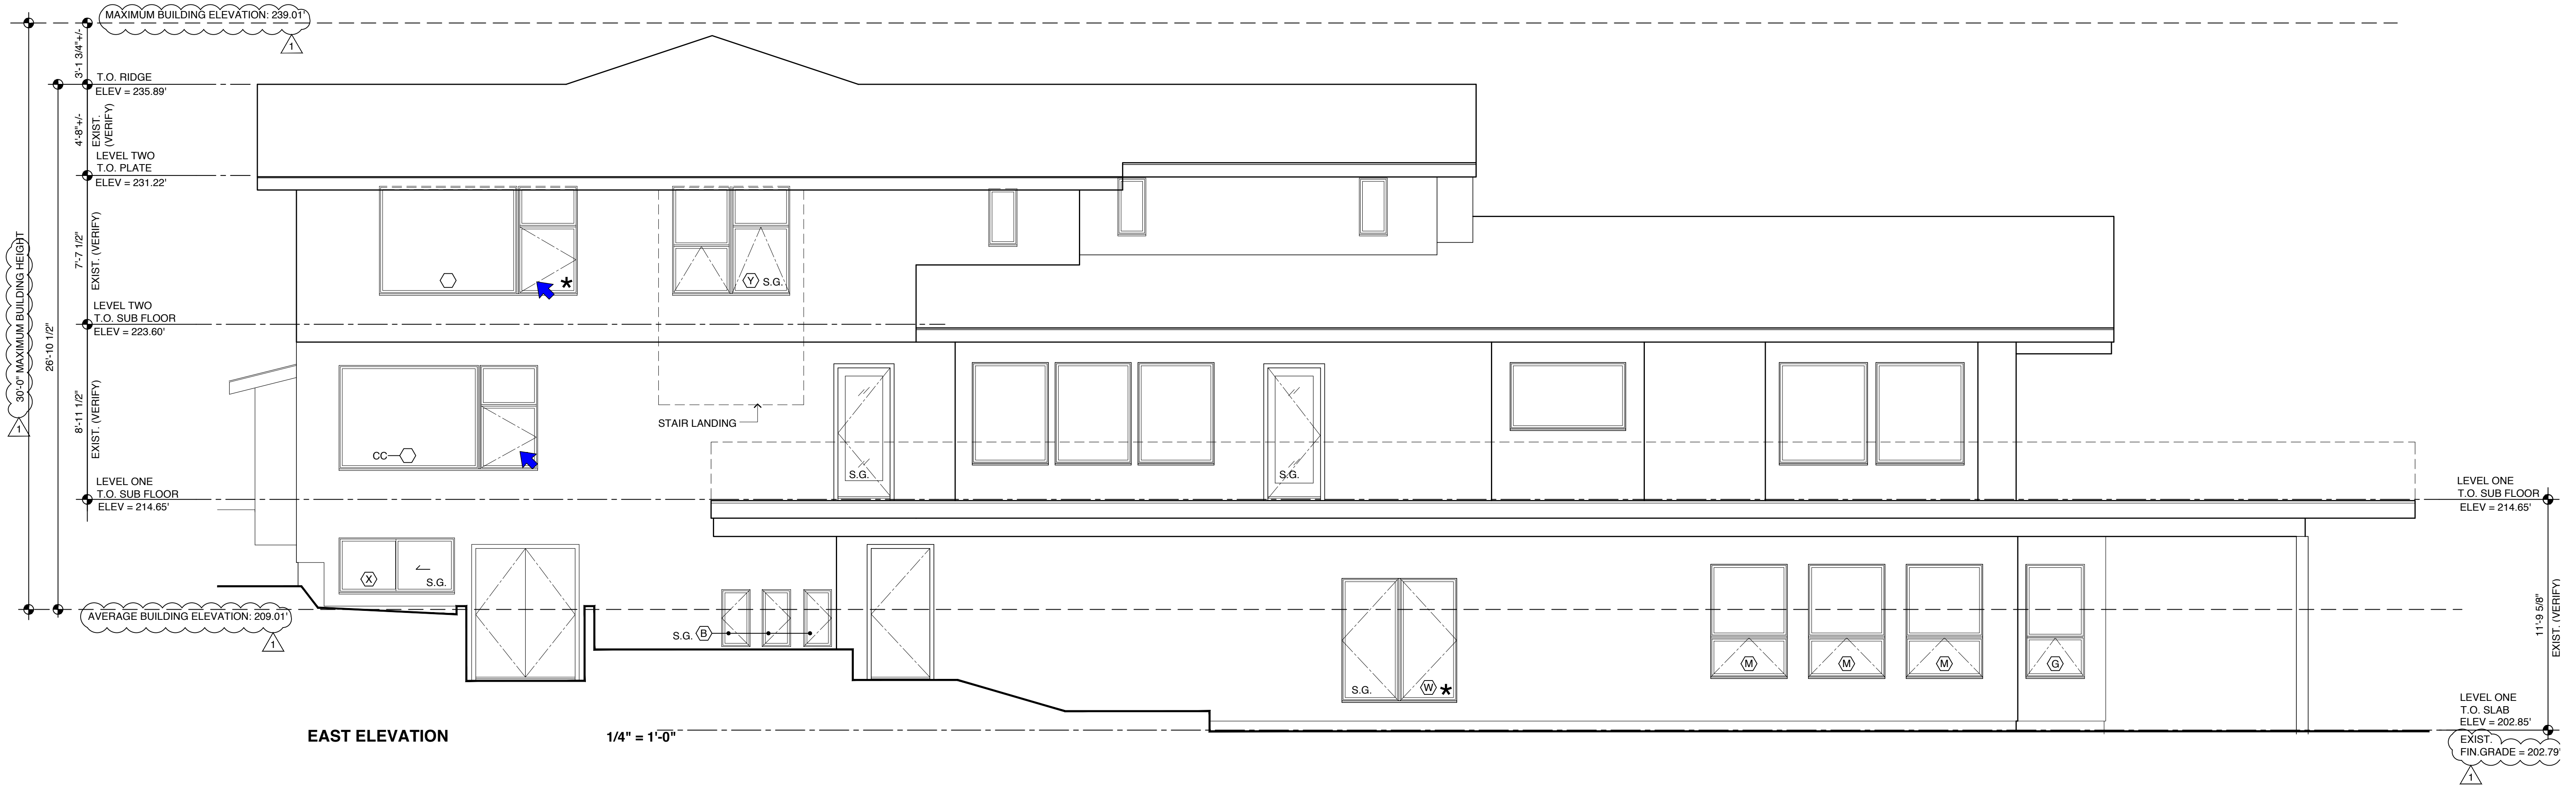 MAXIMUM BUILDING ELEVATION: 239.01'
1
3'-1 3/4"+/-
T.O. RIDGE
ELEV = 235.89'
4'-8"+/-
EXIST.
(VERIFY)
LEVEL TWO
T.O. PLATE
ELEV = 231.22'
7'-7 1/2"
EXIST. (VERIFY)
LEVEL TWO
T.O. SUB FLOOR
ELEV = 223.60'
30'-0" MAXIMUM BUILDING HEIGHT
1
26'-10 1/2"
8'-11 1/2"
EXIST. (VERIFY)
LEVEL ONE
T.O. SUB FLOOR
ELEV = 214.65'
AVERAGE BUILDING ELEVATION: 209.01'
1
*
Y S.G.
STAIR LANDING
CC
S.G.
S.G.
X
S.G.
S.G. B
S.G.
W *
M
M
M
G
LEVEL ONE
T.O. SUB FLOOR
ELEV = 214.65'
11'-9 5/8"
EXIST. (VERIFY)
LEVEL ONE
T.O. SLAB
ELEV = 202.85'
EXIST.
FIN.GRADE = 202.79'
1
EAST ELEVATION
1/4" = 1'-0"